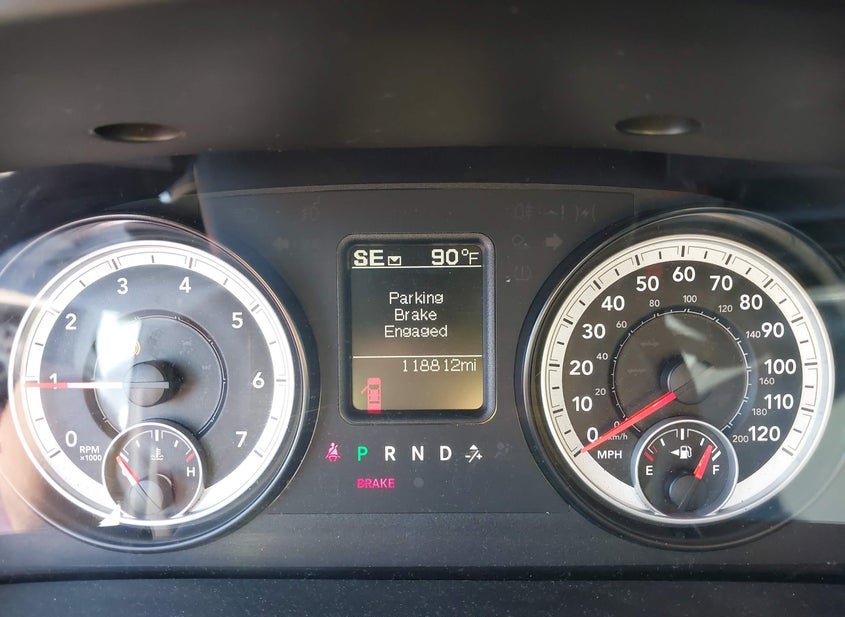 SE 90°F
Parking
Brake
Engaged
118812mi
0 1 2 3 4 5 6 7
RPM
×1000
H
P R N D
BRAKE
0 10 20 30 40 50 60 70 80 90 100 110 120
0 20 40 60 80 100 120 140 160 180 200
km/h
MPH
E F